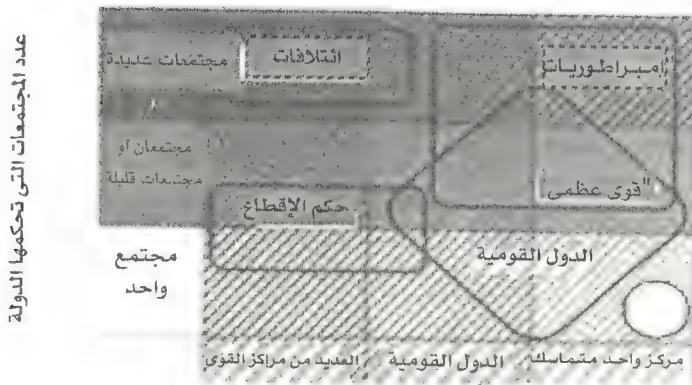 عدد المجتمعات التى تحكمها الدولة
مجتمعات عديدة
ائتلافات
إمبراطوريات
مجتمعان أو
مجتمعات قليلة
حكم الإقطاع
"قوى عظمى"
مجتمع
واحد
الدول القومية
العديد من مراكز القوى
الدول القومية
مركز واحد متماسك